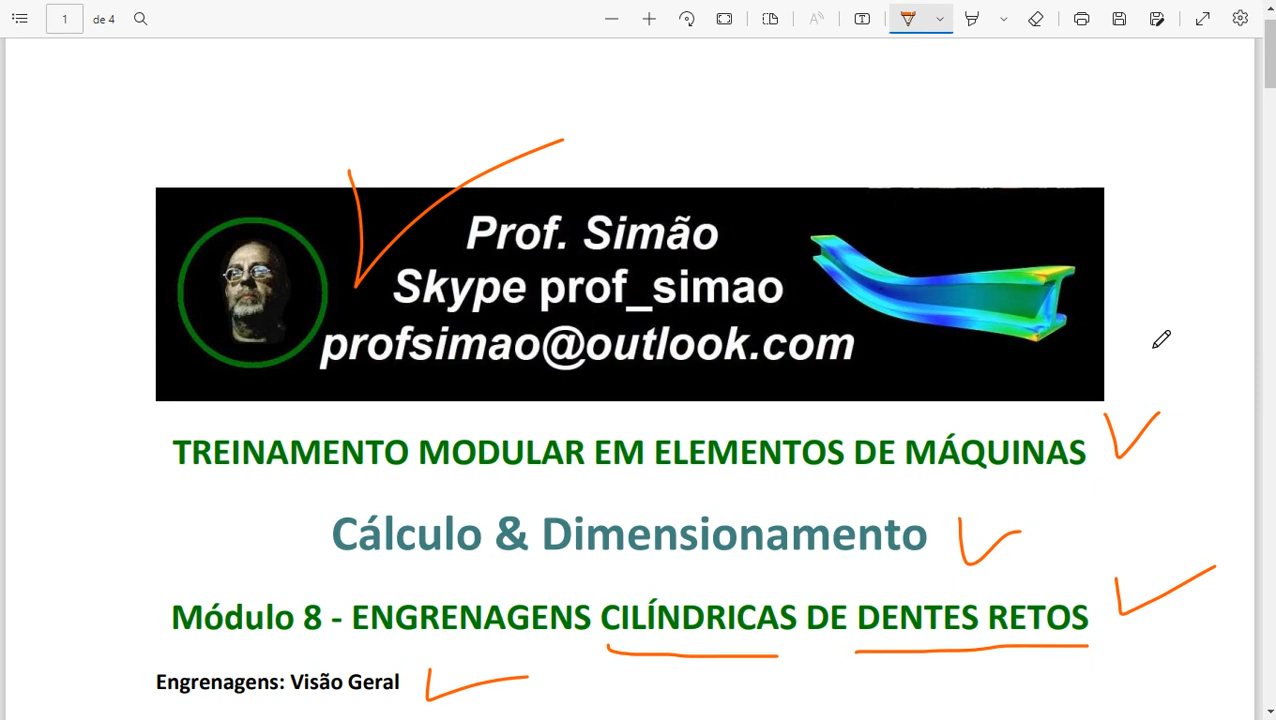 1 de 4
Prof. Simão
Skype prof_simao
profsimao@outlook.com
TREINAMENTO MODULAR EM ELEMENTOS DE MÁQUINAS
Cálculo & Dimensionamento
Módulo 8 - ENGRENAGENS CILÍNDRICAS DE DENTES RETOS
Engrenagens: Visão Geral